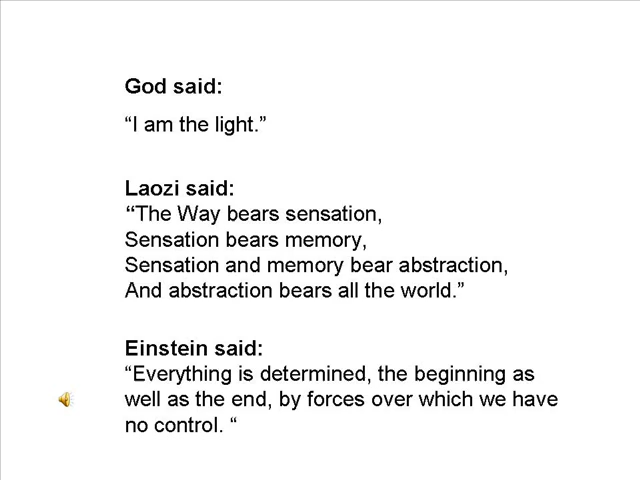 God said:
“I am the light.”
Laozi said:
“The Way bears sensation,
Sensation bears memory,
Sensation and memory bear abstraction,
And abstraction bears all the world.”
Einstein said:
“Everything is determined, the beginning as
well as the end, by forces over which we have
no control. “